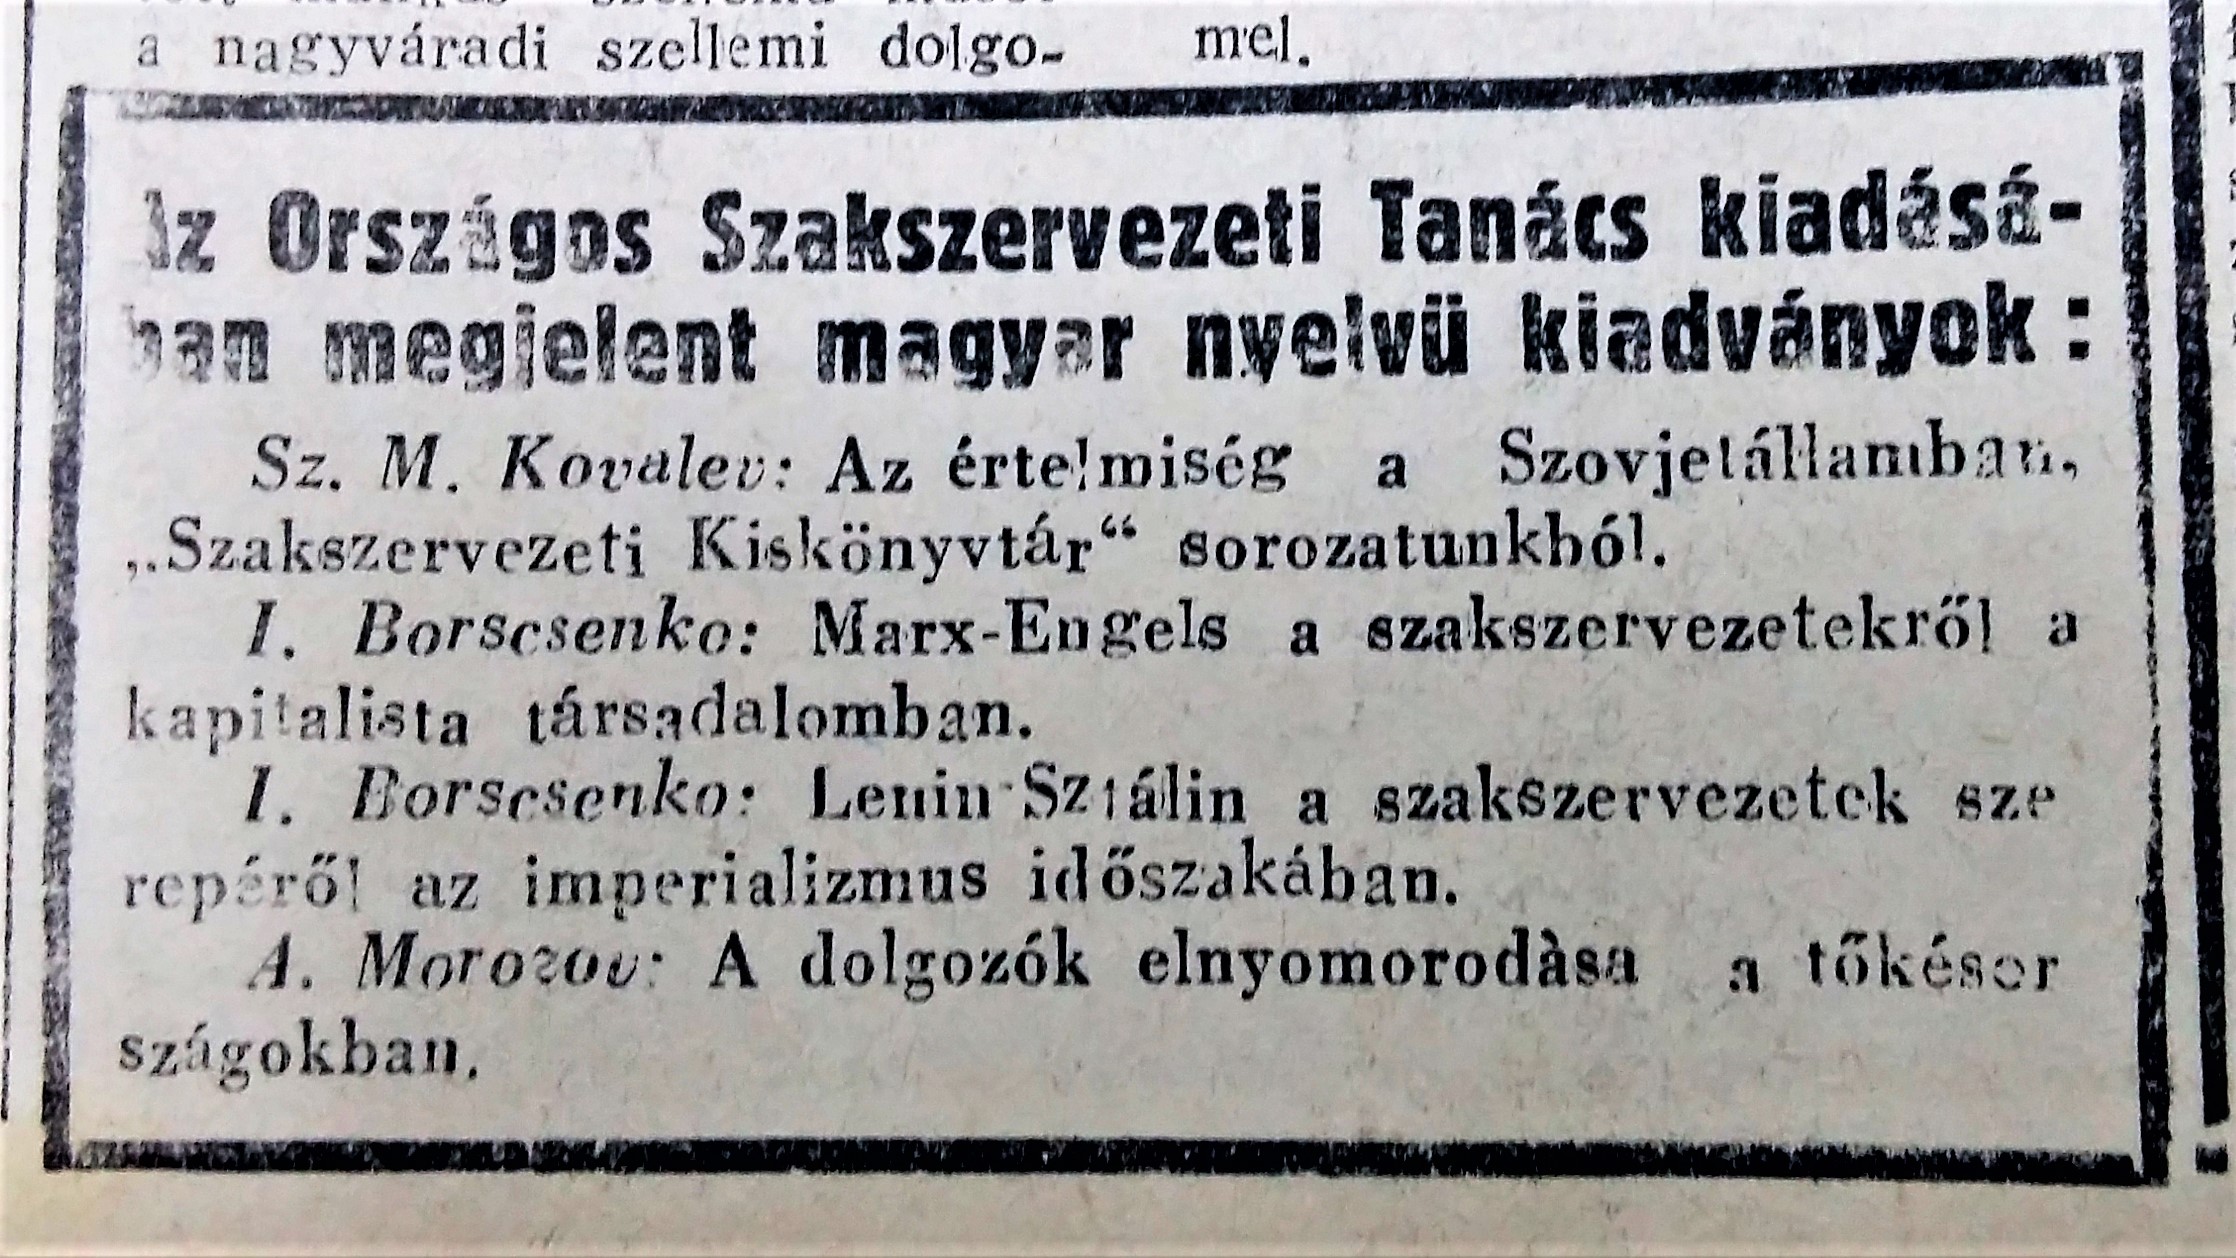 a nagyváradi szellemi dolgo-
mel.
Az Országos Szakszervezeti Tanács kiadásá-
ban megjelent magyar nyelvü kiadványok :
Sz. M. Kovalev: Az értelmiség a Szovjetállamban,
„Szakszervezeti Kiskönyvtár“ sorozatunkból.
I. Borscsenko: Marx-Engels a szakszervezetekről a
kapitalista társadalomban.
I. Borscsenko: Lenin-Sztálin a szakszervezetek sze
repéről az imperializmus időszakában.
A. Morozov: A dolgozók elnyomorodàsa a tőkésor
szágokban.